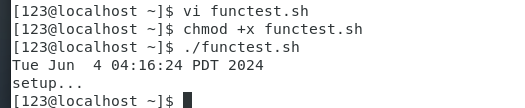 [123@localhost ~]$ vi functest.sh
[123@localhost ~]$ chmod +x functest.sh
[123@localhost ~]$ ./functest.sh
Tue Jun  4 04:16:24 PDT 2024
setup...
[123@localhost ~]$